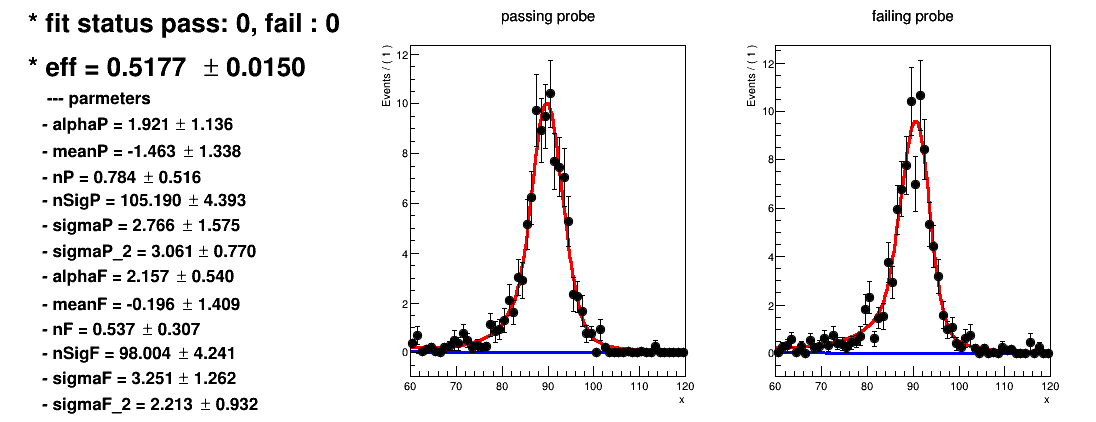 * fit status pass: 0, fail : 0
* eff = 0.5177 ± 0.0150
--- parmeters
- alphaP = 1.921 ± 1.136
- meanP = -1.463 ± 1.338
- nP = 0.784 ± 0.516
- nSigP = 105.190 ± 4.393
- sigmaP = 2.766 ± 1.575
- sigmaP_2 = 3.061 ± 0.770
- alphaF = 2.157 ± 0.540
- meanF = -0.196 ± 1.409
- nF = 0.537 ± 0.307
- nSigF = 98.004 ± 4.241
- sigmaF = 3.251 ± 1.262
- sigmaF_2 = 2.213 ± 0.932
passing probe
Events / ( 1 )
12
10
8
6
4
2
0
60 70 80 90 100 110 120
x
failing probe
Events / ( 1 )
12
10
8
6
4
2
0
60 70 80 90 100 110 120
x